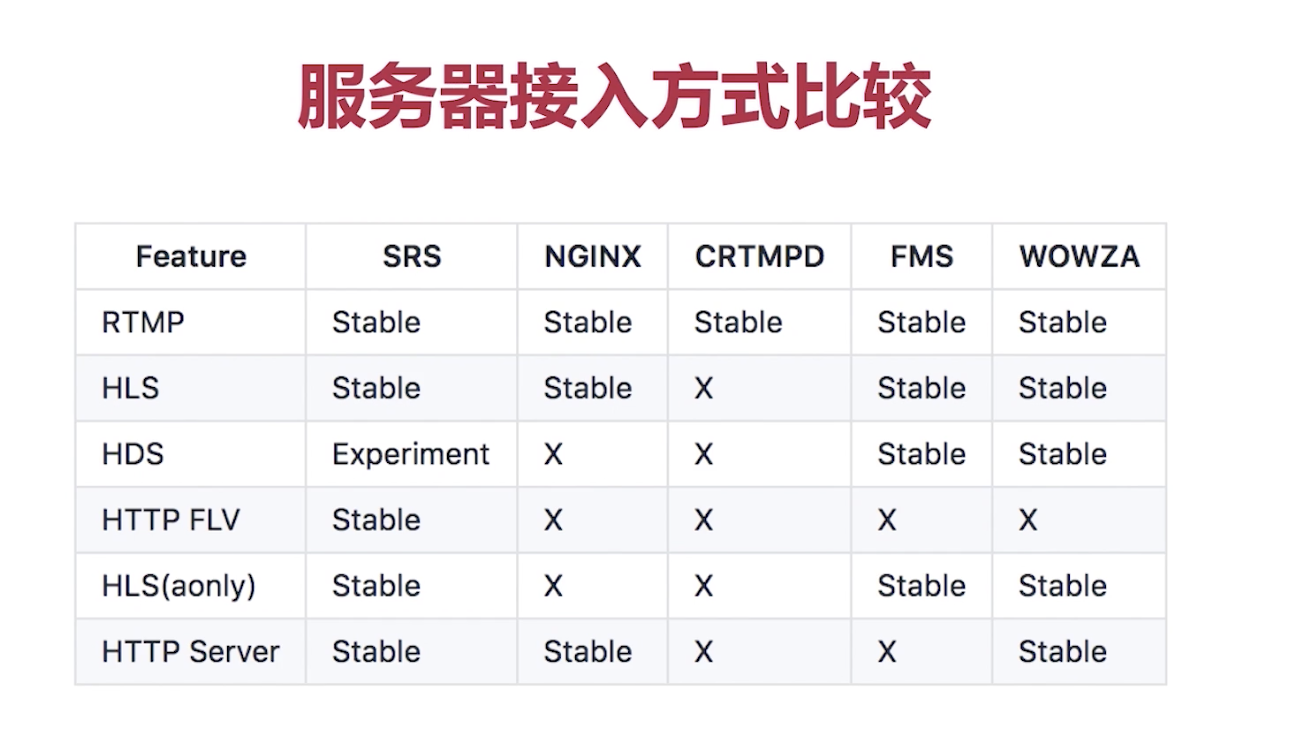 服务器接入方式比较
Feature SRS NGINX CRTMPD FMS WOWZA
RTMP Stable Stable Stable Stable Stable
HLS Stable Stable X Stable Stable
HDS Experiment X X Stable Stable
HTTP FLV Stable X X X X
HLS(aonly) Stable X X Stable Stable
HTTP Server Stable Stable X X Stable